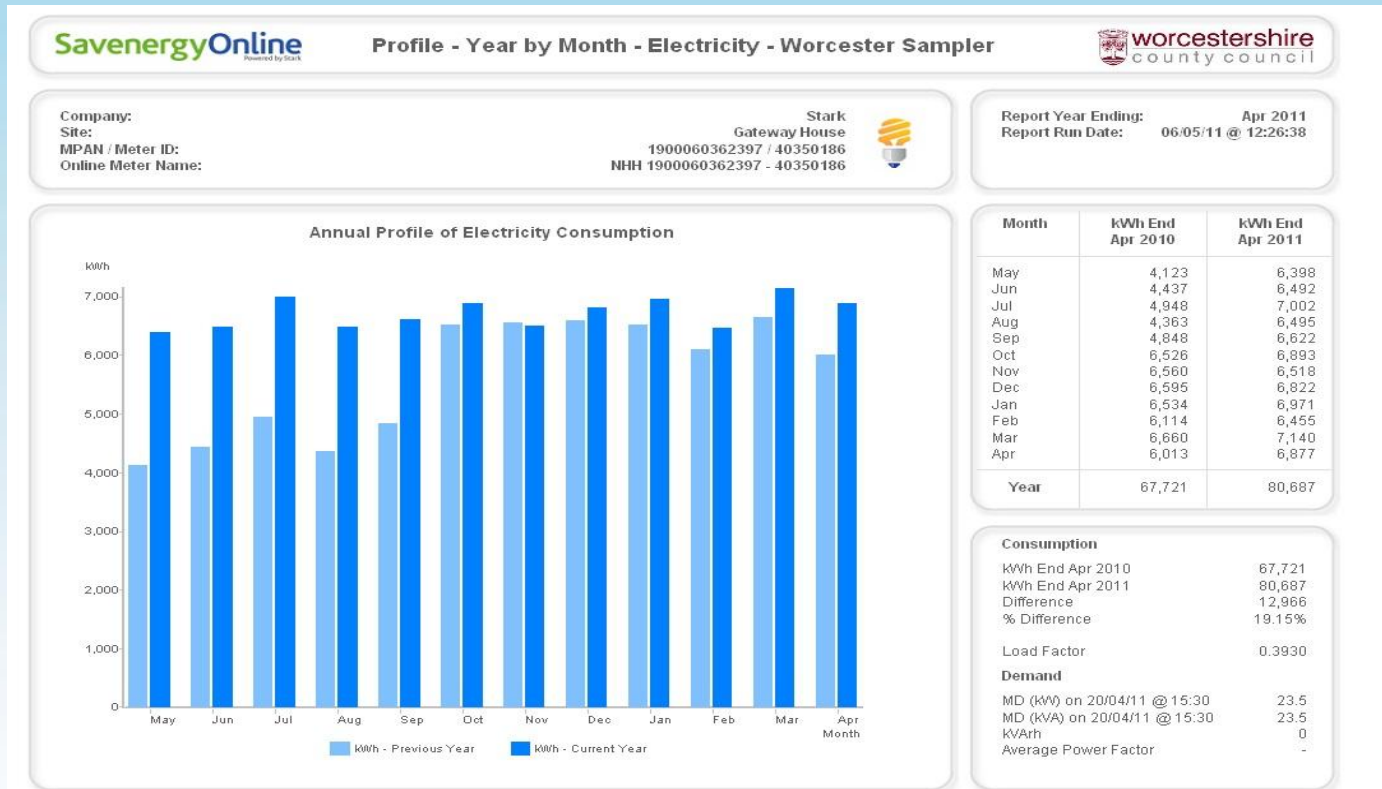 SavenergyOnline
Powered by Stark
Profile - Year by Month - Electricity - Worcester Sampler
worcestershire
county council
Company: Stark
Site: Gateway House
MPAN / Meter ID: 1900060362397 / 40350186
Online Meter Name: NHH 1900060362397 - 40350186
Report Year Ending: Apr 2011
Report Run Date: 06/05/11 @ 12:26:38
Annual Profile of Electricity Consumption
kWh
7,000
6,000
5,000
4,000
3,000
2,000
1,000
0
May Jun Jul Aug Sep Oct Nov Dec Jan Feb Mar Apr
Month
kWh - Previous Year kWh - Current Year
Month kWh End kWh End
Apr 2010 Apr 2011
May 4,123 6,398
Jun 4,437 6,492
Jul 4,948 7,002
Aug 4,363 6,495
Sep 4,848 6,622
Oct 6,526 6,893
Nov 6,560 6,518
Dec 6,595 6,822
Jan 6,534 6,971
Feb 6,114 6,455
Mar 6,660 7,140
Apr 6,013 6,877
Year 67,721 80,687
Consumption
kWh End Apr 2010 67,721
kWh End Apr 2011 80,687
Difference 12,966
% Difference 19.15%
Load Factor 0.3930
Demand
MD (kW) on 20/04/11 @ 15:30 23.5
MD (kVA) on 20/04/11 @ 15:30 23.5
kVArh 0
Average Power Factor -